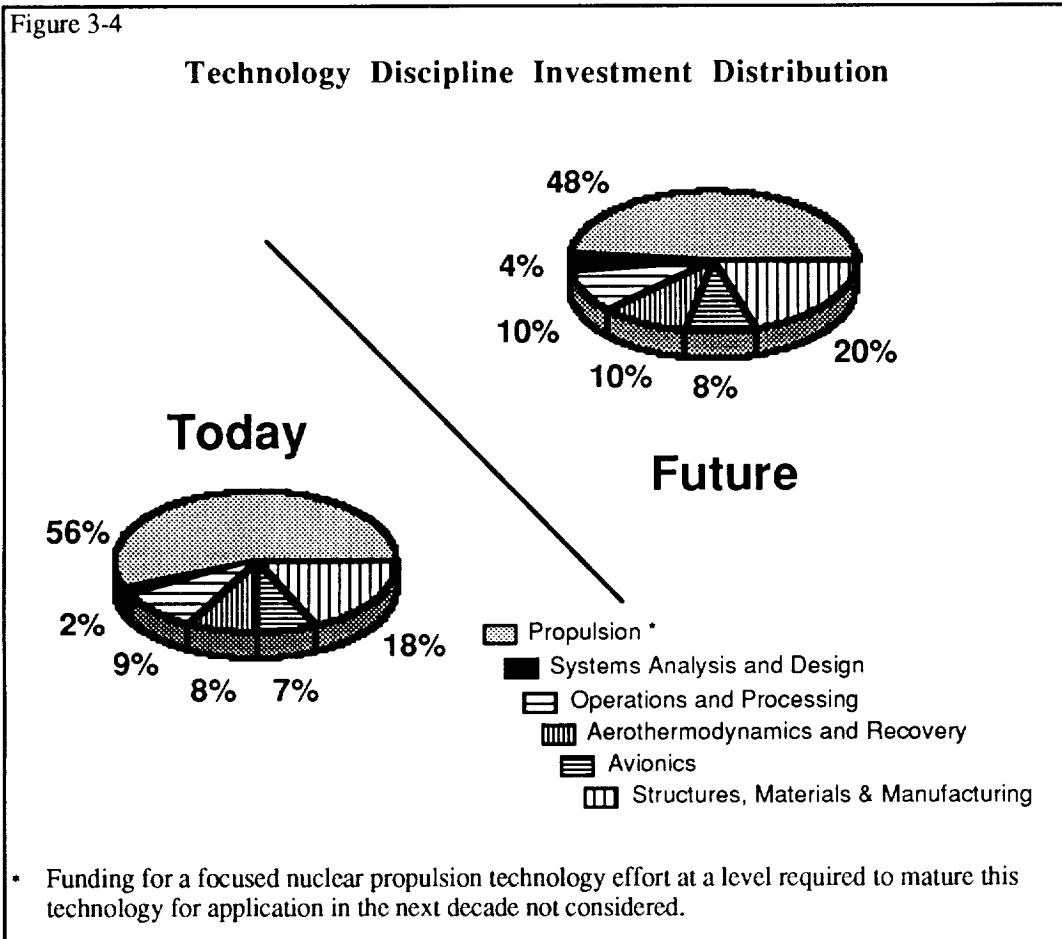 Figure 3-4
Technology Discipline Investment Distribution
48%
4%
10%
10%
8%
20%
Today
Future
56%
2%
9%
8%
7%
18%
Propulsion *
Systems Analysis and Design
Operations and Processing
Aerothermodynamics and Recovery
Avionics
Structures, Materials & Manufacturing
* Funding for a focused nuclear propulsion technology effort at a level required to mature this
technology for application in the next decade not considered.